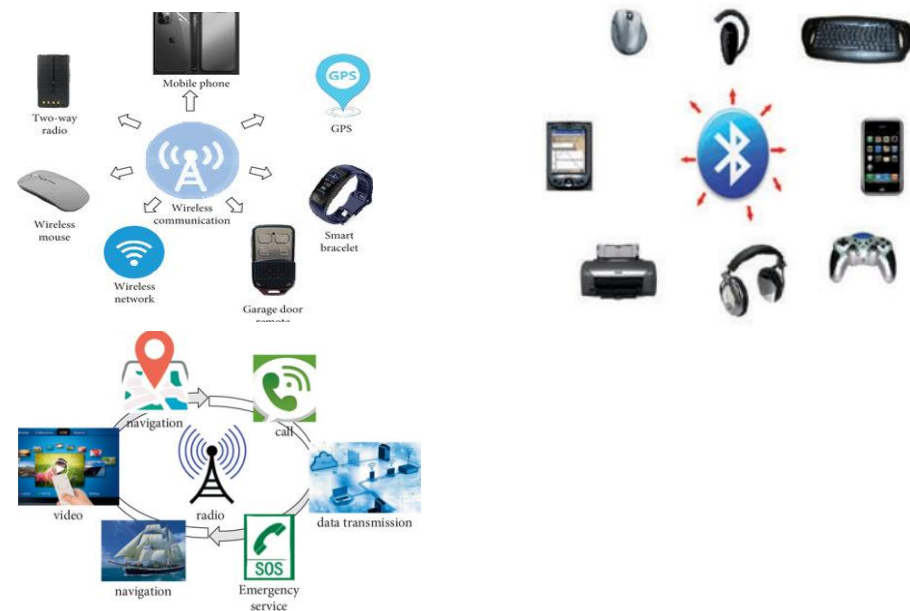 Mobile phone
GPS
GPS
Two-way
radio
Wireless
mouse
Wireless
communication
Smart
bracelet
Wireless
network
Garage door
remote
navigation
call
video
radio
data transmission
navigation
SOS
Emergency
service